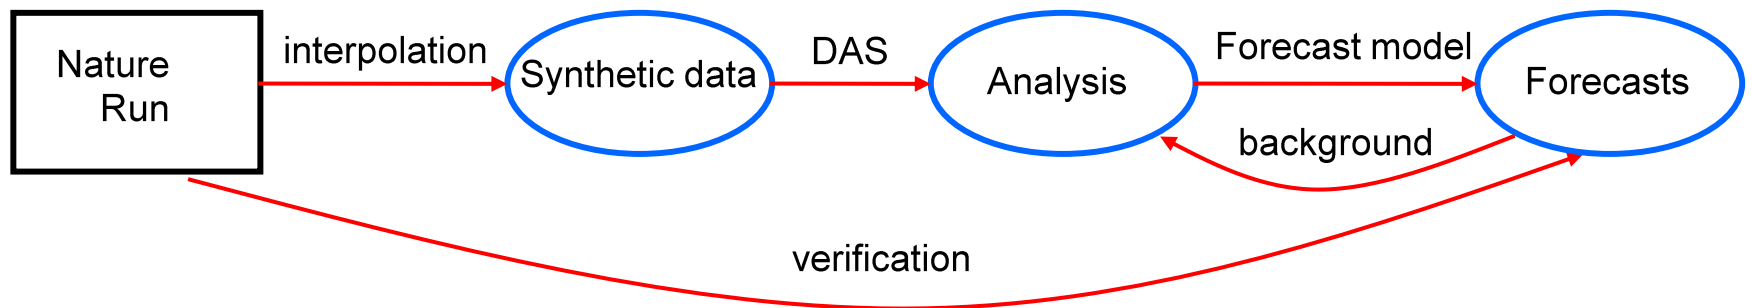 Nature
Run
interpolation
Synthetic data
DAS
Analysis
Forecast model
Forecasts
background
verification